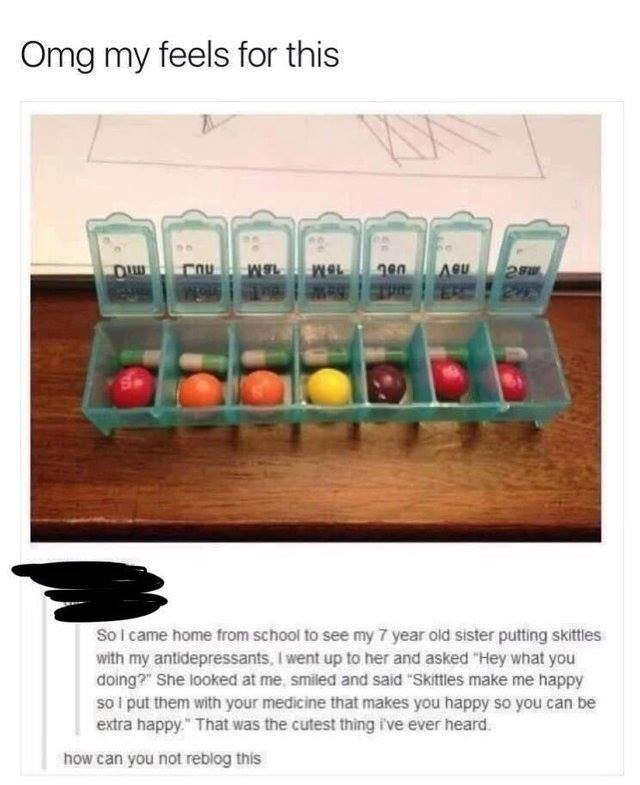 Omg my feels for this
So I came home from school to see my 7 year old sister putting skittles
with my antidepressants, I went up to her and asked "Hey what you
doing?" She looked at me, smiled and said "Skittles make me happy
so I put them with your medicine that makes you happy so you can be
extra happy." That was the cutest thing i've ever heard.
how can you not reblog this